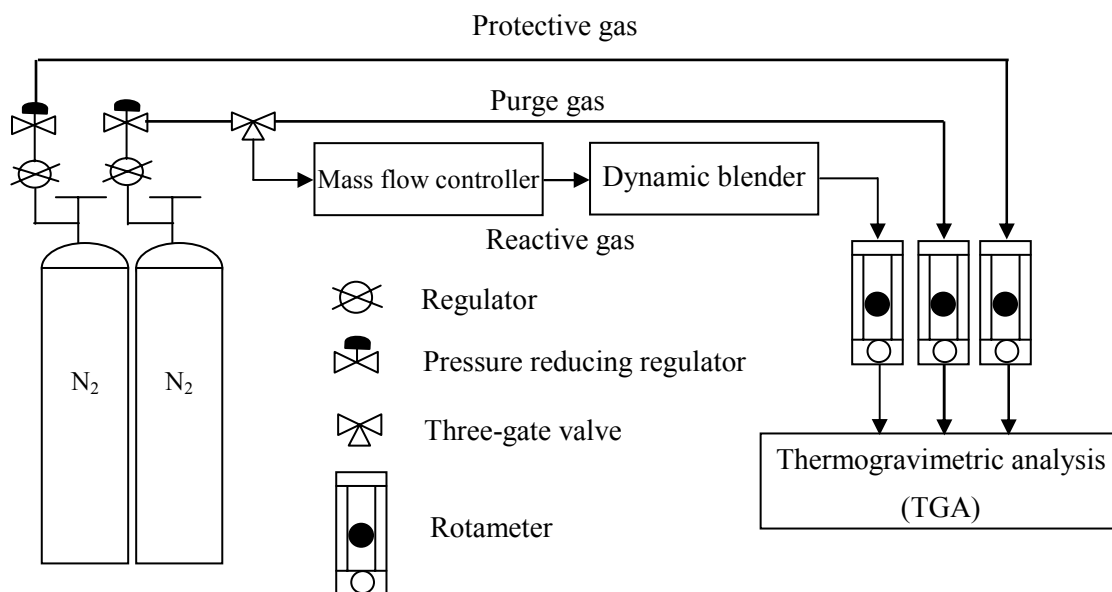 Protective gas
Purge gas
Mass flow controller
Dynamic blender
Reactive gas
Regulator
Pressure reducing regulator
Three-gate valve
Rotameter
N2
N2
Thermogravimetric analysis
(TGA)